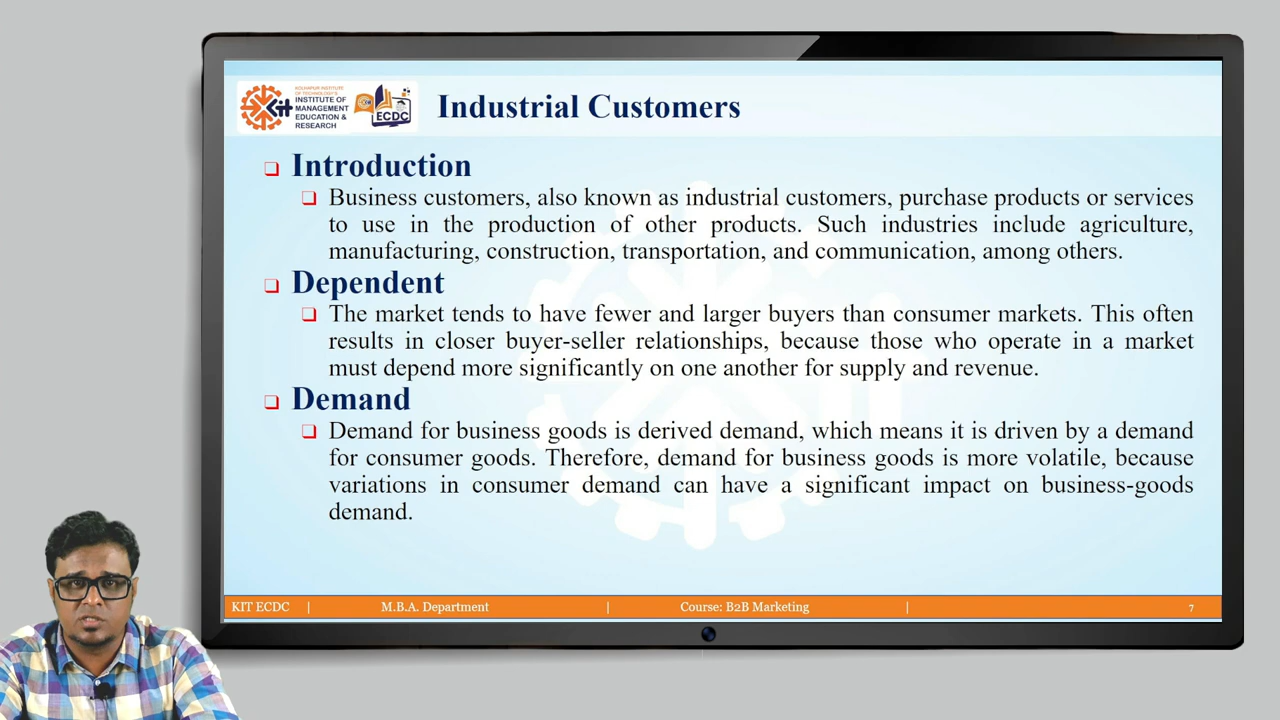 KOLHAPUR INSTITUTE
OF TECHNOLOGY'S
INSTITUTE OF
MANAGEMENT
EDUCATION &
RESEARCH
KIT
ECDC
Industrial Customers
Introduction
Business customers, also known as industrial customers, purchase products or services
to use in the production of other products. Such industries include agriculture,
manufacturing, construction, transportation, and communication, among others.
Dependent
The market tends to have fewer and larger buyers than consumer markets. This often
results in closer buyer-seller relationships, because those who operate in a market
must depend more significantly on one another for supply and revenue.
Demand
Demand for business goods is derived demand, which means it is driven by a demand
for consumer goods. Therefore, demand for business goods is more volatile, because
variations in consumer demand can have a significant impact on business-goods
demand.
KIT ECDC | M.B.A. Department | Course: B2B Marketing | 7